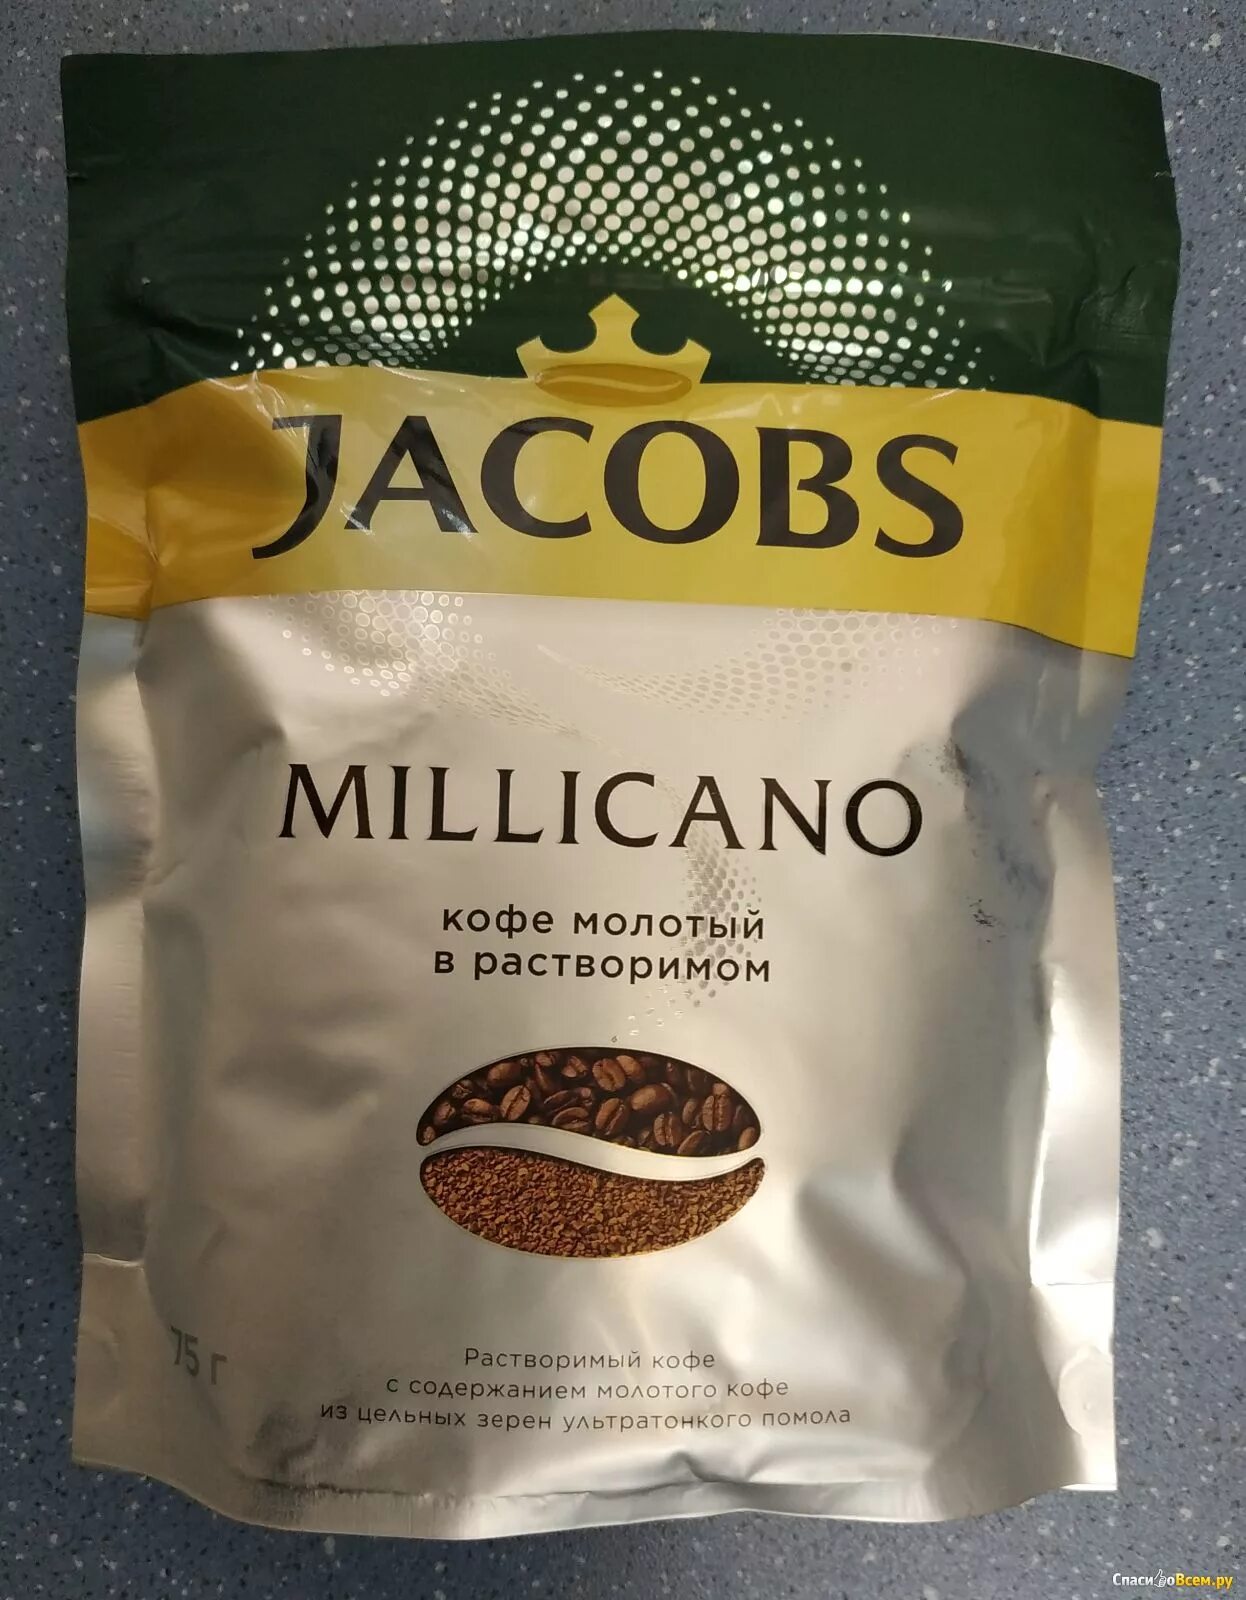 JACOBS
MILLICANO
кофе молотый
в растворимом
75 г
Растворимый кофе
с содержанием молотого кофе
из цельных зерен ультратонкого помола
СпасибоВсем.ру